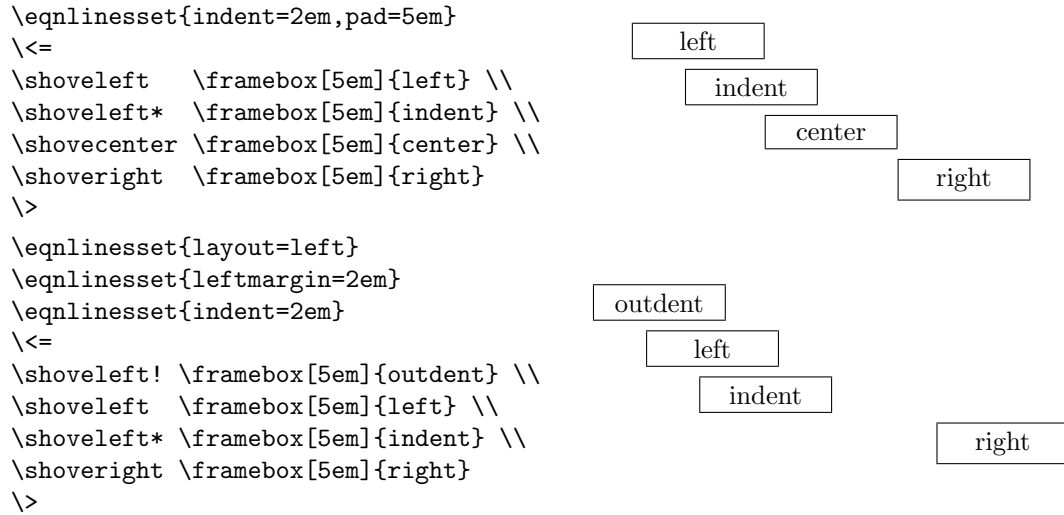 \eqnlinesset{indent=2em,pad=5em}
\<=
\shoveleft   \framebox[5em]{left} \\
\shoveleft*  \framebox[5em]{indent} \\
\shovecenter \framebox[5em]{center} \\
\shoveright  \framebox[5em]{right}
\>
left
indent
center
right
\eqnlinesset{layout=left}
\eqnlinesset{leftmargin=2em}
\eqnlinesset{indent=2em}
\<=
\shoveleft! \framebox[5em]{outdent} \\
\shoveleft  \framebox[5em]{left} \\
\shoveleft* \framebox[5em]{indent} \\
\shoveright \framebox[5em]{right}
\>
outdent
left
indent
right